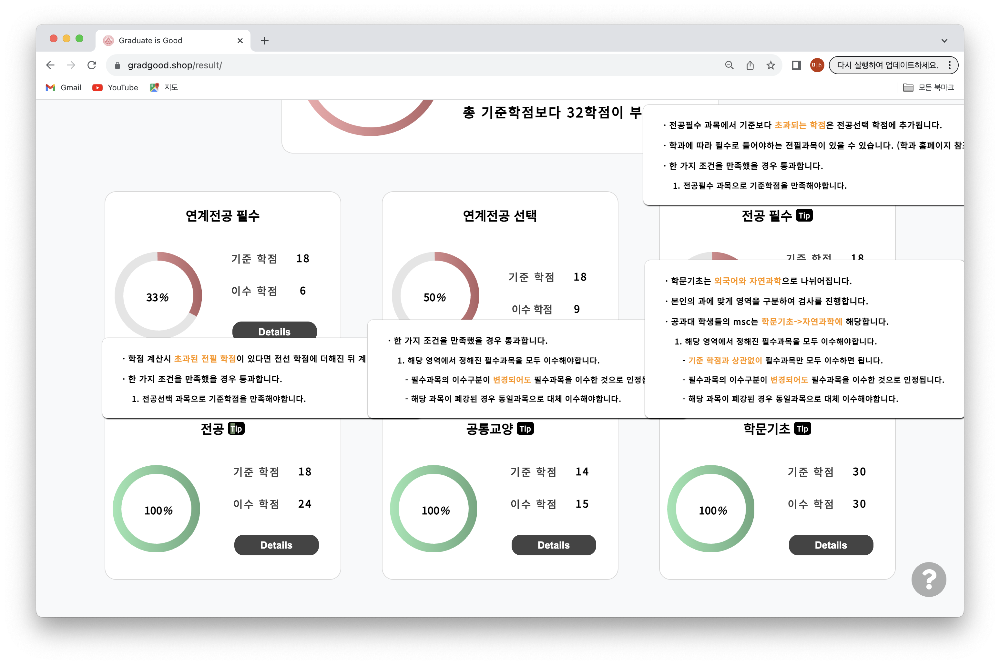 Graduate is Good
gradgood.shop/result/
미소
다시 실행하여 업데이트하세요.
Gmail
YouTube
지도
모든 북마크
총 기준학점보다 32학점이 부
· 전공필수 과목에서 기준보다 초과되는 학점은 전공선택 학점에 추가됩니다.
· 학과에 따라 필수로 들어야하는 전필과목이 있을 수 있습니다. (학과 홈페이지
· 한 가지 조건을 만족했을 경우 통과합니다.
1. 전공필수 과목으로 기준학점을 만족해야합니다.
연계전공 필수
33%
기준 학점 18
이수 학점 6
Details
연계전공 선택
50%
기준 학점 18
이수 학점 9
전공 필수 Tip
기준 학점 18
· 학점 계산시 초과된 전필 학점이 있다면 전선 학점에 더해진 뒤
· 한 가지 조건을 만족했을 경우 통과합니다.
1. 전공선택 과목으로 기준학점을 만족해야합니다.
· 한 가지 조건을 만족했을 경우 통과합니다.
1. 해당 영역에서 정해진 필수과목을 모두 이수해야합니다.
- 필수과목의 이수구분이 변경되어도 필수과목을 이수한 것으로
- 해당 과목이 폐강된 경우 동일과목으로 대체 이수해야합니다.
· 학문기초는 외국어와 자연과학으로 나뉘어집니다.
· 본인의 과에 맞게 영역을 구분하여 검사를 진행합니다.
· 공과대 학생들의 msc는 학문기초->자연과학에 해당합니다.
1. 해당 영역에서 정해진 필수과목을 모두 이수해야합니다.
- 기준 학점과 상관없이 필수과목만 모두 이수하면 됩니다.
- 필수과목의 이수구분이 변경되어도 필수과목을 이수한 것으로 인정됩니다.
- 해당 과목이 폐강된 경우 동일과목으로 대체 이수해야합니다.
전공 Tip
100%
기준 학점 18
이수 학점 24
Details
공통교양 Tip
100%
기준 학점 14
이수 학점 15
Details
학문기초 Tip
100%
기준 학점 30
이수 학점 30
Details
?